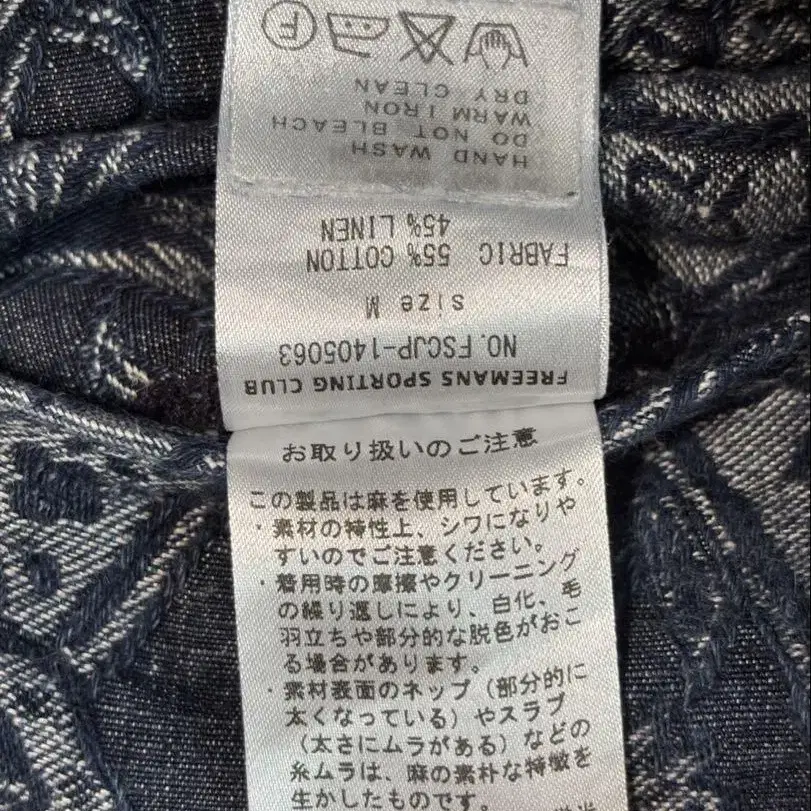 FREEMANS SPORTING CLUB
NO. FSCJP-1405063
size M
FABRIC 55% COTTON
45% LINEN
HAND WASH
DO NOT BLEACH
WARM IRON
DRY CLEAN
F
お取り扱いのご注意
この製品は麻を使用しています。
・素材の特性上、シワになりや
すいのでご注意ください。
・着用時の摩擦やクリーニング
の繰り返しにより、白化、毛
羽立ちや部分的な脱色がおこ
る場合があります。
・素材表面のネップ（部分的に
太くなっている）やスラブ
（太さにムラがある）などの
糸ムラは、麻の素朴な特徴を
生かしたものです。